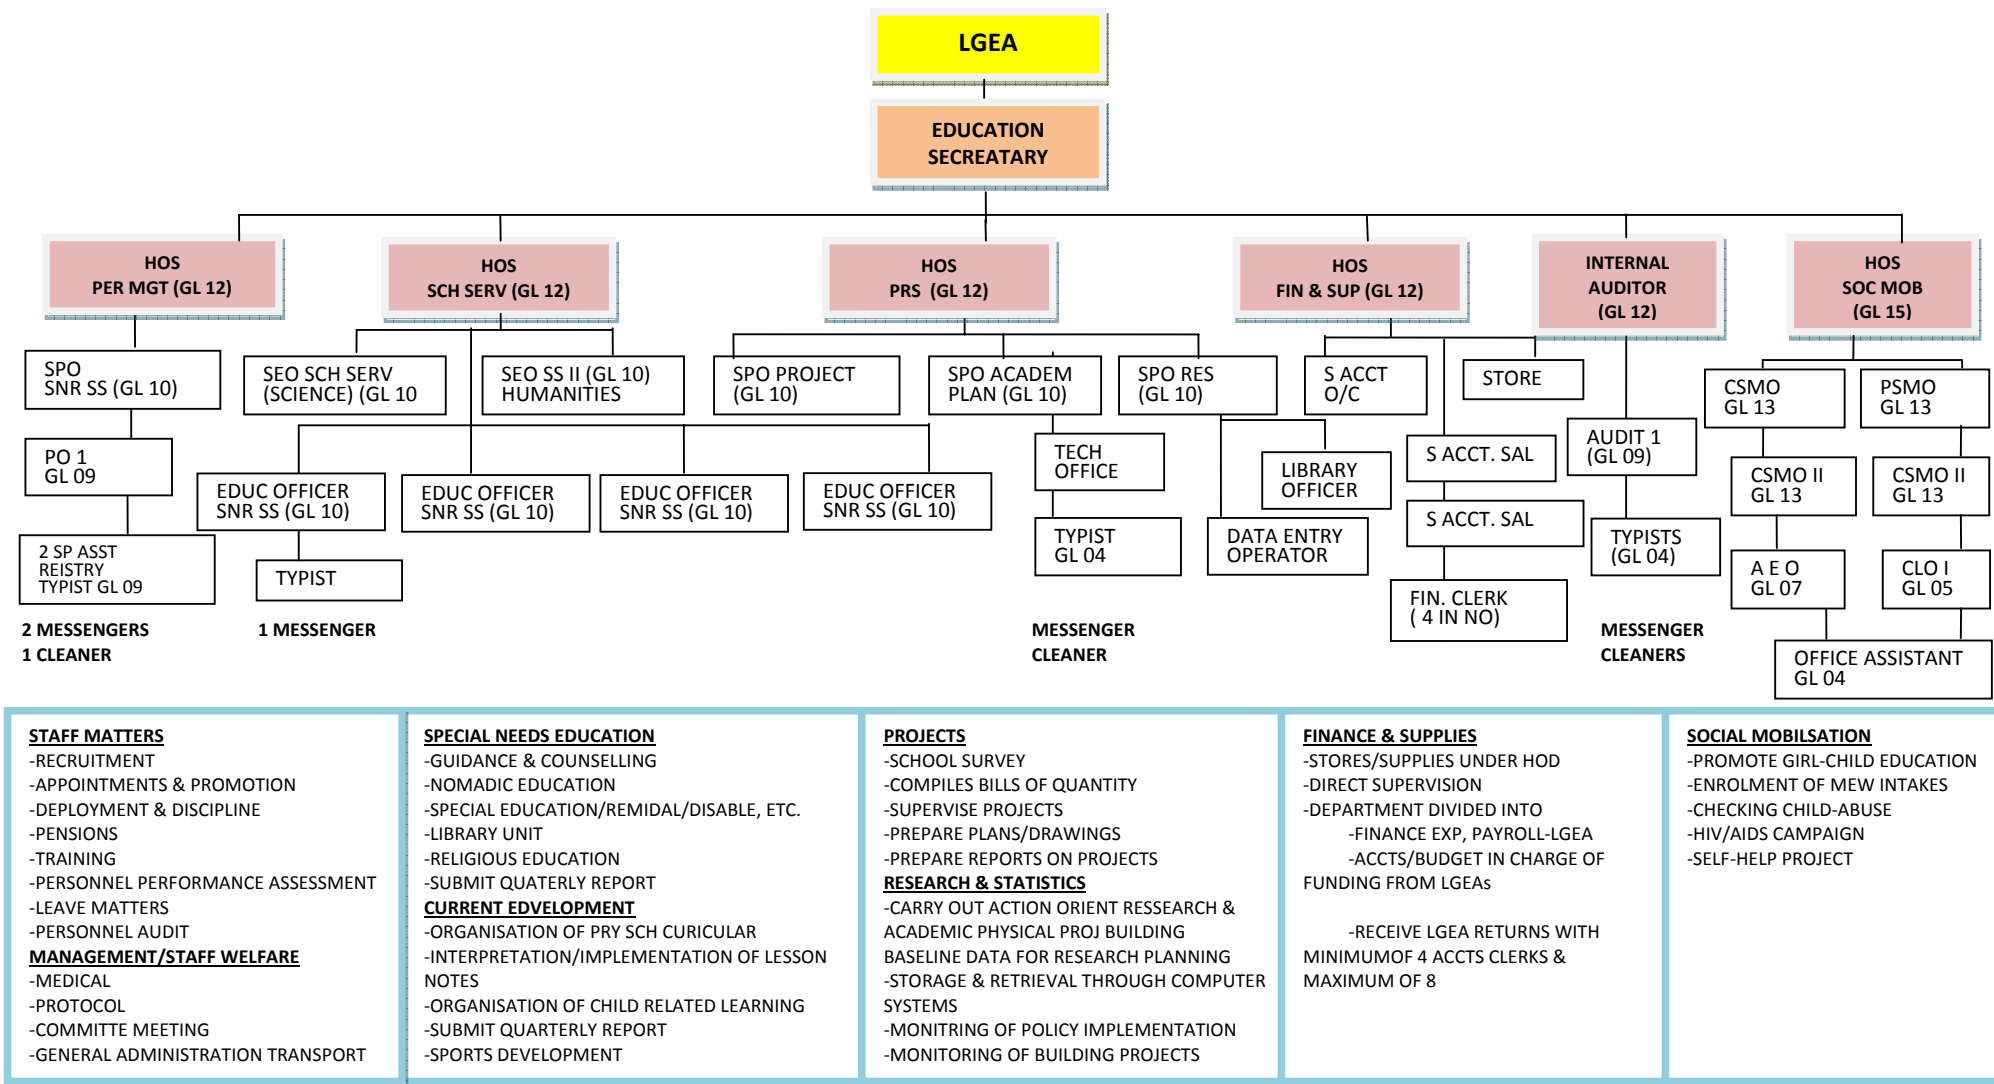 LGEA
EDUCATION
SECREATARY
HOS
PER MGT (GL 12)
HOS
SCH SERV (GL 12)
HOS
PRS (GL 12)
HOS
FIN & SUP (GL 12)
INTERNAL
AUDITOR
(GL 12)
HOS
SOC MOB
(GL 15)
SPO
SNR SS (GL 10)
SEO SCH SERV
(SCIENCE) (GL 10
SEO SS II (GL 10)
HUMANITIES
SPO PROJECT
(GL 10)
SPO ACADEM
PLAN (GL 10)
SPO RES
(GL 10)
S ACCT
O/C
STORE
CSMO
GL 13
PSMO
GL 13
PO 1
GL 09
EDUC OFFICER
SNR SS (GL 10)
EDUC OFFICER
SNR SS (GL 10)
EDUC OFFICER
SNR SS (GL 10)
EDUC OFFICER
SNR SS (GL 10)
TECH
OFFICE
LIBRARY
OFFICER
S ACCT. SAL
AUDIT 1
(GL 09)
CSMO II
GL 13
CSMO II
GL 13
2 SP ASST
REISTRY
TYPIST GL 09
TYPIST
TYPIST
GL 04
DATA ENTRY
OPERATOR
S ACCT. SAL
TYPISTS
(GL 04)
A E O
GL 07
CLO I
GL 05
FIN. CLERK
( 4 IN NO)
2 MESSENGERS
1 CLEANER
1 MESSENGER
MESSENGER
CLEANER
MESSENGER
CLEANERS
OFFICE ASSISTANT
GL 04
STAFF MATTERS
-RECRUITMENT
-APPOINTMENTS & PROMOTION
-DEPLOYMENT & DISCIPLINE
-PENSIONS
-TRAINING
-PERSONNEL PERFORMANCE ASSESSMENT
-LEAVE MATTERS
-PERSONNEL AUDIT
MANAGEMENT/STAFF WELFARE
-MEDICAL
-PROTOCOL
-COMMITTE MEETING
-GENERAL ADMINISTRATION TRANSPORT
SPECIAL NEEDS EDUCATION
-GUIDANCE & COUNSELLING
-NOMADIC EDUCATION
-SPECIAL EDUCATION/REMIDAL/DISABLE, ETC.
-LIBRARY UNIT
-RELIGIOUS EDUCATION
-SUBMIT QUATERLY REPORT
CURRENT EDVELOPMENT
-ORGANISATION OF PRY SCH CURICULAR
-INTERPRETATION/IMPLEMENTATION OF LESSON
NOTES
-ORGANISATION OF CHILD RELATED LEARNING
-SUBMIT QUARTERLY REPORT
-SPORTS DEVELOPMENT
PROJECTS
-SCHOOL SURVEY
-COMPILES BILLS OF QUANTITY
-SUPERVISE PROJECTS
-PREPARE PLANS/DRAWINGS
-PREPARE REPORTS ON PROJECTS
RESEARCH & STATISTICS
-CARRY OUT ACTION ORIENT RESSEARCH &
ACADEMIC PHYSICAL PROJ BUILDING
BASELINE DATA FOR RESEARCH PLANNING
-STORAGE & RETRIEVAL THROUGH COMPUTER
SYSTEMS
-MONITRING OF POLICY IMPLEMENTATION
-MONITORING OF BUILDING PROJECTS
FINANCE & SUPPLIES
-STORES/SUPPLIES UNDER HOD
-DIRECT SUPERVISION
-DEPARTMENT DIVIDED INTO
-FINANCE EXP, PAYROLL-LGEA
-ACCTS/BUDGET IN CHARGE OF
FUNDING FROM LGEAs
-RECEIVE LGEA RETURNS WITH
MINIMUMOF 4 ACCTS CLERKS &
MAXIMUM OF 8
SOCIAL MOBILSATION
-PROMOTE GIRL-CHILD EDUCATION
-ENROLMENT OF MEW INTAKES
-CHECKING CHILD-ABUSE
-HIV/AIDS CAMPAIGN
-SELF-HELP PROJECT